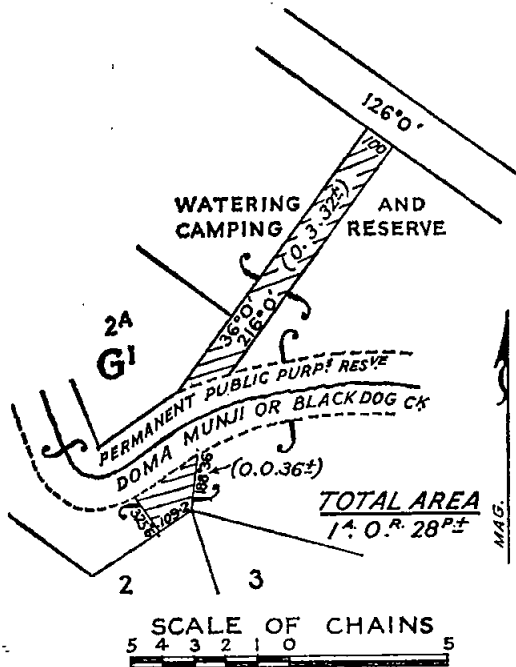 126°0'
100
WATERING
CAMPING
AND
RESERVE
(0.3.32±)
36°0'
216°0'
2A
G1
PERMANENT PUBLIC PURPS RESVE
DOMA MUNJI OR BLACK DOG CK
(0.0.36±)
188°36'
109.2
TOTAL AREA
1A. 0.R. 28P±
MAG.
2
3
SCALE OF CHAINS
5 4 3 2 1 0 5